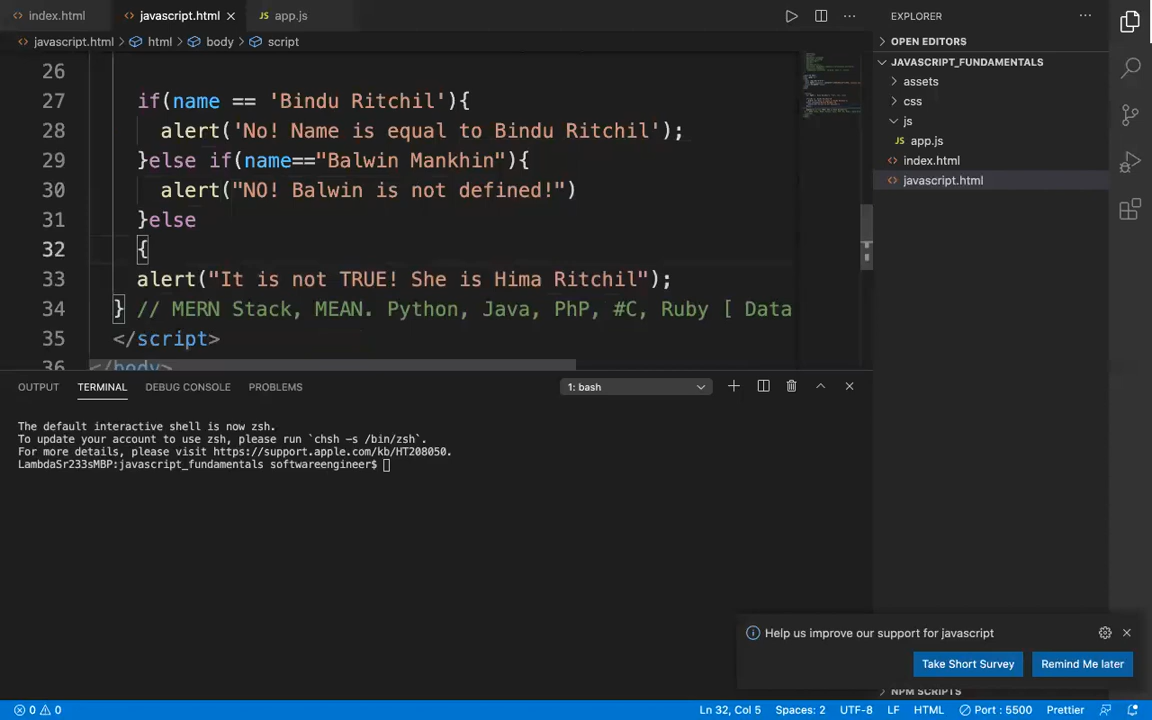 index.html javascript.html app.js EXPLORER
javascript.html > html > body > script
OPEN EDITORS
JAVASCRIPT_FUNDAMENTALS
assets
css
js
JS app.js
index.html
javascript.html
26
27 if(name == 'Bindu Ritchil'){
28 alert('No! Name is equal to Bindu Ritchil');
29 }else if(name=="Balwin Mankhin"){
30 alert("NO! Balwin is not defined!")
31 }else
32 {
33 alert("It is not TRUE! She is Hima Ritchil");
34 } // MERN Stack, MEAN. Python, Java, PhP, #C, Ruby [ Data
35 </script>
36 </body>
OUTPUT TERMINAL DEBUG CONSOLE PROBLEMS 1: bash
The default interactive shell is now zsh.
To update your account to use zsh, please run `chsh -s /bin/zsh`.
For more details, please visit https://support.apple.com/kb/HT208050.
LambdaSr233sMBP:javascript_fundamentals softwareengineer$
Help us improve our support for javascript
Take Short Survey Remind Me later
NPM SCRIPTS
0 0 Ln 32, Col 5 Spaces: 2 UTF-8 LF HTML Port : 5500 Prettier